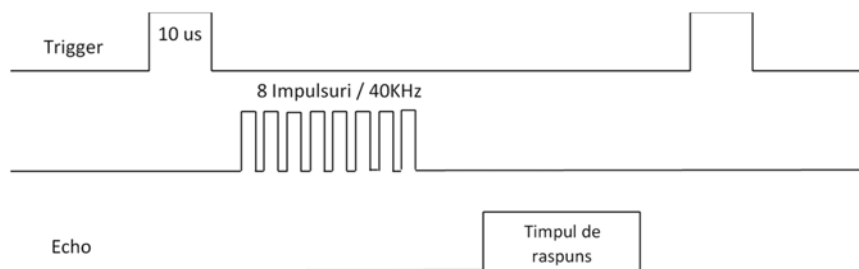 Trigger
10 us
8 Impulsuri / 40KHz
Echo
Timpul de
raspuns